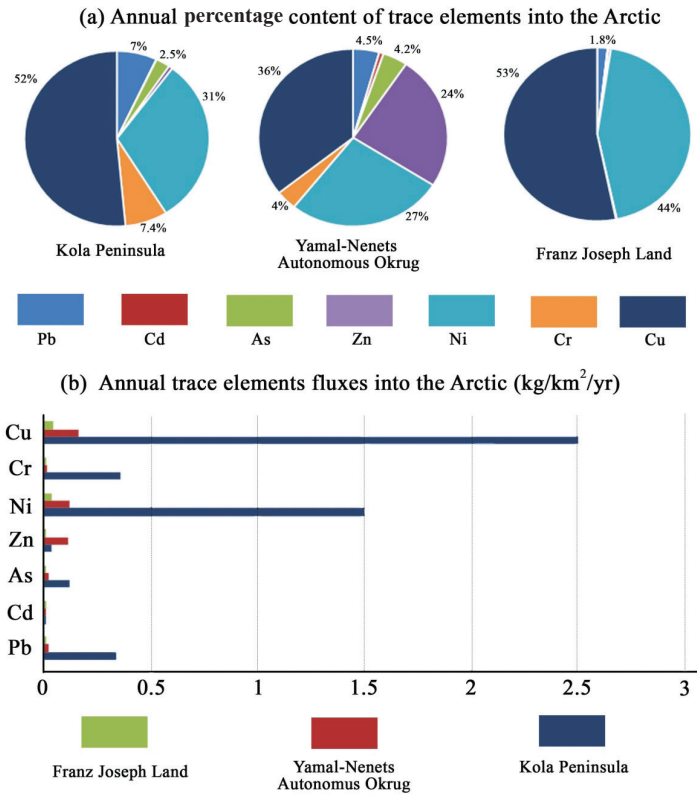 (a) Annual percentage content of trace elements into the Arctic
7%
2.5%
52%
31%
7.4%
Kola Peninsula
4.5%
4.2%
36%
24%
4%
27%
Yamal-Nenets
Autonomous Okrug
1.8%
53%
44%
Franz Joseph Land
Pb Cd As Zn Ni Cr Cu
(b) Annual trace elements fluxes into the Arctic (kg/km²/yr)
Cu
Cr
Ni
Zn
As
Cd
Pb
0 0.5 1 1.5 2 2.5 3
Franz Joseph Land
Yamal-Nenets
Autonomus Okrug
Kola Peninsula